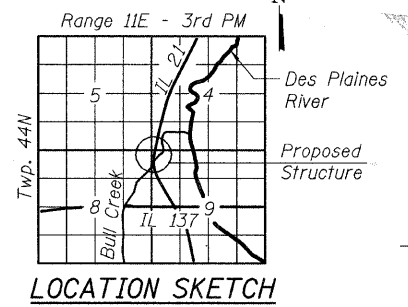 N
Range 11E - 3rd PM
IL 21
Des Plaines
River
5
4
Twp. 44N
Proposed
Structure
Bull Creek
8
9
IL 137
LOCATION SKETCH